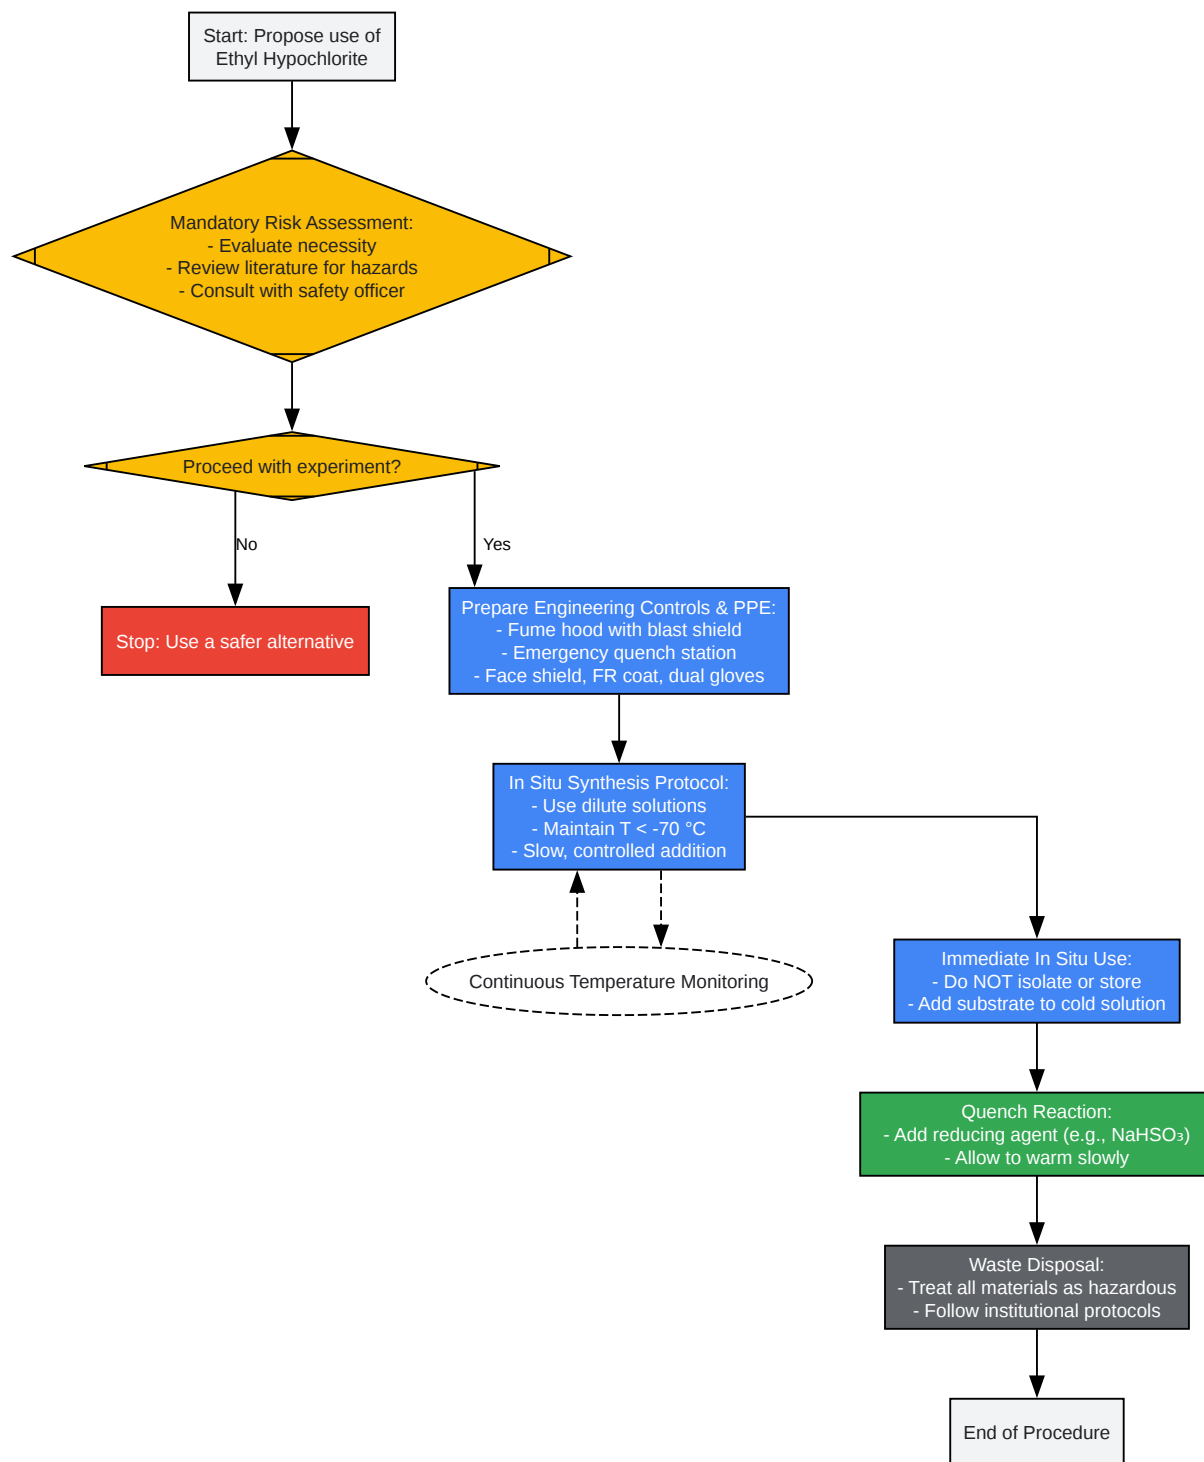 Start: Propose use of
Ethyl Hypochlorite
Mandatory Risk Assessment:
- Evaluate necessity
- Review literature for hazards
- Consult with safety officer
Proceed with experiment?
No
Yes
Stop: Use a safer alternative
Prepare Engineering Controls & PPE:
- Fume hood with blast shield
- Emergency quench station
- Face shield, FR coat, dual gloves
In Situ Synthesis Protocol:
- Use dilute solutions
- Maintain T < -70 °C
- Slow, controlled addition
Continuous Temperature Monitoring
Immediate In Situ Use:
- Do NOT isolate or store
- Add substrate to cold solution
Quench Reaction:
- Add reducing agent (e.g., NaHSO₃)
- Allow to warm slowly
Waste Disposal:
- Treat all materials as hazardous
- Follow institutional protocols
End of Procedure